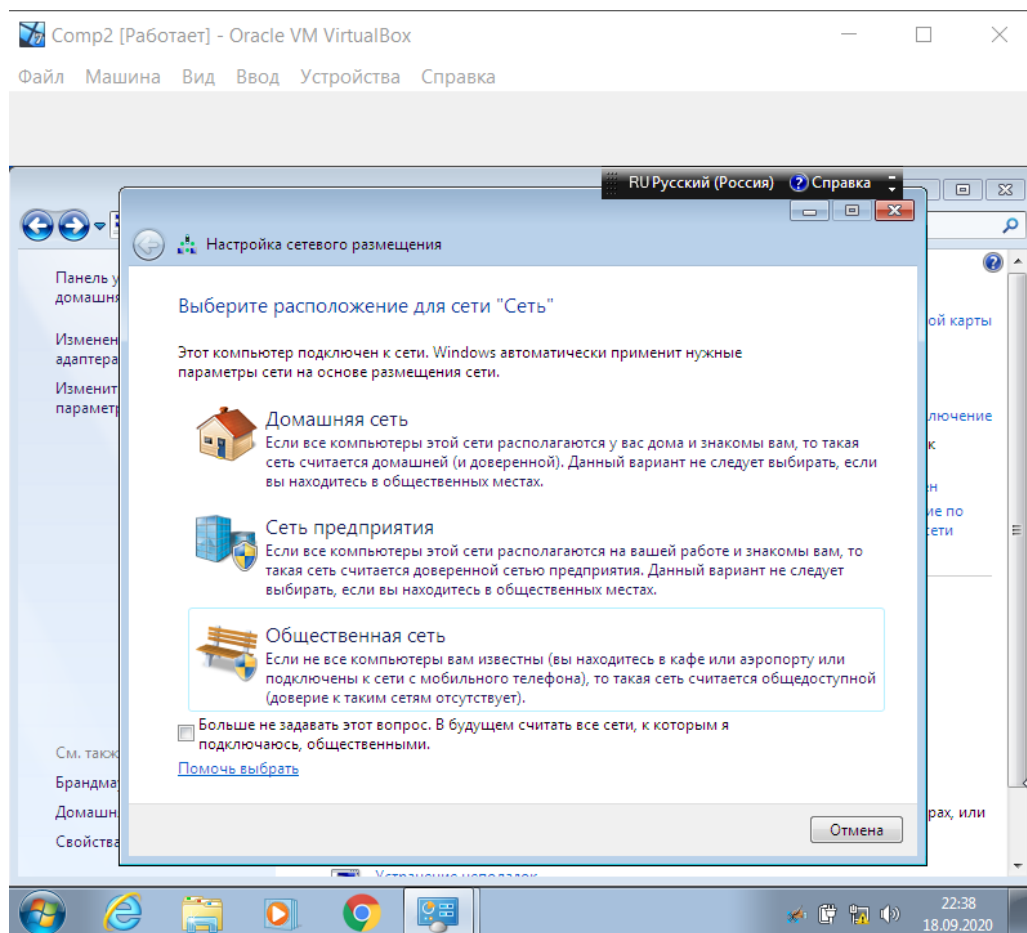 Comp2 [Работает] - Oracle VM VirtualBox
Файл Машина Вид Ввод Устройства Справка
RU Русский (Россия) ? Справка
Настройка сетевого размещения
Панель у
домашня
Изменен
адаптера
Изменит
параметр
Выберите расположение для сети "Сеть"
Этот компьютер подключен к сети. Windows автоматически применит нужные
параметры сети на основе размещения сети.
Домашняя сеть
Если все компьютеры этой сети располагаются у вас дома и знакомы вам, то такая
сеть считается домашней (и доверенной). Данный вариант не следует выбирать, если
вы находитесь в общественных местах.
Сеть предприятия
Если все компьютеры этой сети располагаются на вашей работе и знакомы вам, то
такая сеть считается доверенной сетью предприятия. Данный вариант не следует
выбирать, если вы находитесь в общественных местах.
Общественная сеть
Если не все компьютеры вам известны (вы находитесь в кафе или аэропорту или
подключены к сети с мобильного телефона), то такая сеть считается общедоступной
(доверие к таким сетям отсутствует).
Больше не задавать этот вопрос. В будущем считать все сети, к которым я
подключаюсь, общественными.
Помочь выбрать
Отмена
ой карты
лючение
к
ен
ие по
сети
рах, или
См. такж
Брандма
Домашн
Свойства
22:38
18.09.2020